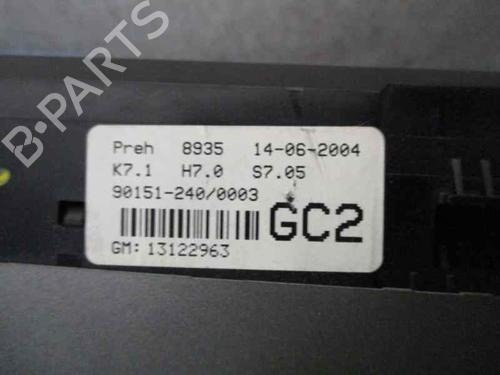 B-PARTS
Preh 8935 14-06-2004
K7.1 H7.0 S7.05
90151-240/0003
GC2
GM: 13122963